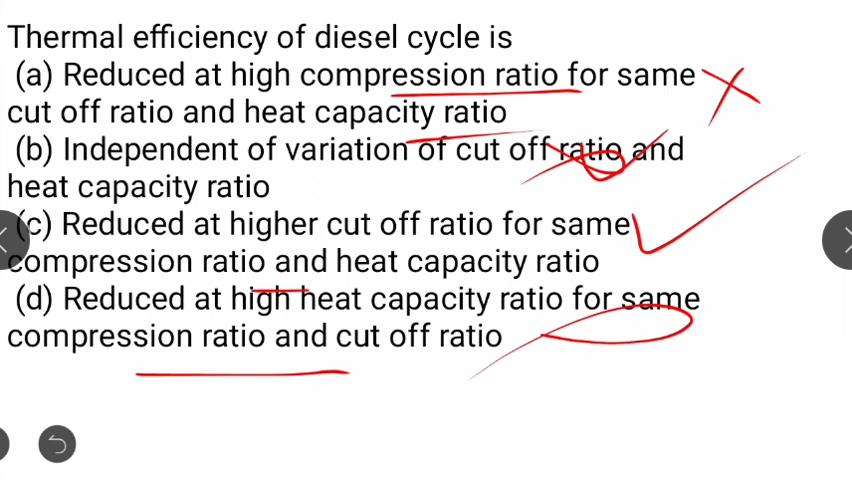 Thermal efficiency of diesel cycle is
(a) Reduced at high compression ratio for same
cut off ratio and heat capacity ratio
(b) Independent of variation of cut off ratio and
heat capacity ratio
(c) Reduced at higher cut off ratio for same
compression ratio and heat capacity ratio
(d) Reduced at high heat capacity ratio for same
compression ratio and cut off ratio